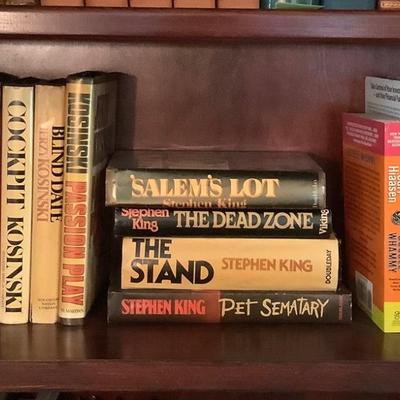 COCKPIT KOSINSKI
BLIND DATE
JERZY KOSINSKI
KOSINSKI PASSION PLAY
'SALEM'S LOT
Stephen King
Doubleday
Stephen
King
THE DEAD ZONE
Viking
THE
STAND
STEPHEN KING
DOUBLEDAY
STEPHEN KING PET SEMATARY
Hiaasen
WHAMMY